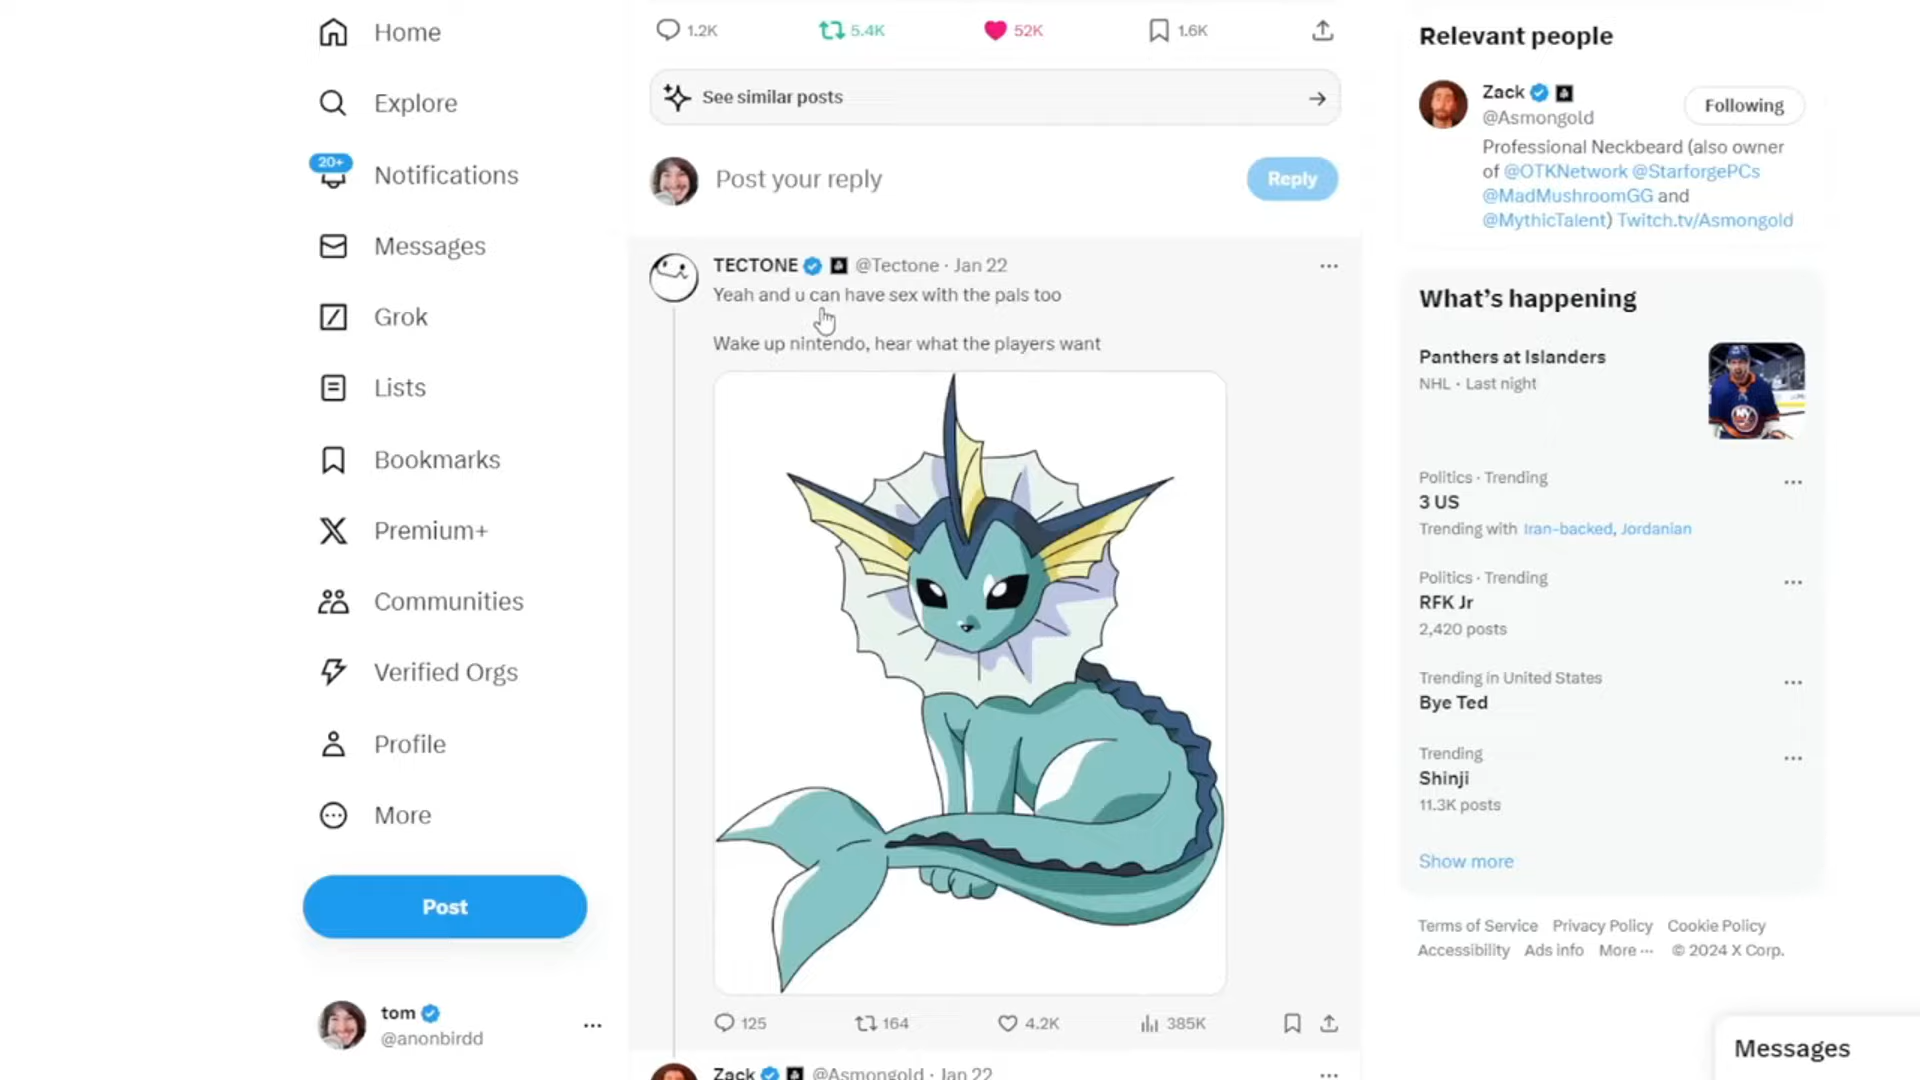 Home
Explore
20+
Notifications
Messages
Grok
Lists
Bookmarks
Premium+
Communities
Verified Orgs
Profile
More
Post
tom
@anonbirdd
1.2K 5.4K 52K 1.6K
See similar posts
Post your reply
Reply
TECTONE @Tectone · Jan 22
Yeah and u can have sex with the pals too
Wake up nintendo, hear what the players want
125 164 4.2K 385K
Zack @Asmongold · Jan 22
Relevant people
Zack
@Asmongold
Following
Professional Neckbeard (also owner
of @OTKNetwork @StarforgePCs
@MadMushroomGG and
@MythicTalent) Twitch.tv/Asmongold
What's happening
Panthers at Islanders
NHL · Last night
Politics · Trending
3 US
Trending with Iran-backed, Jordanian
Politics · Trending
RFK Jr
2,420 posts
Trending in United States
Bye Ted
Trending
Shinji
11.3K posts
Show more
Terms of Service Privacy Policy Cookie Policy
Accessibility Ads info More ··· © 2024 X Corp.
Messages